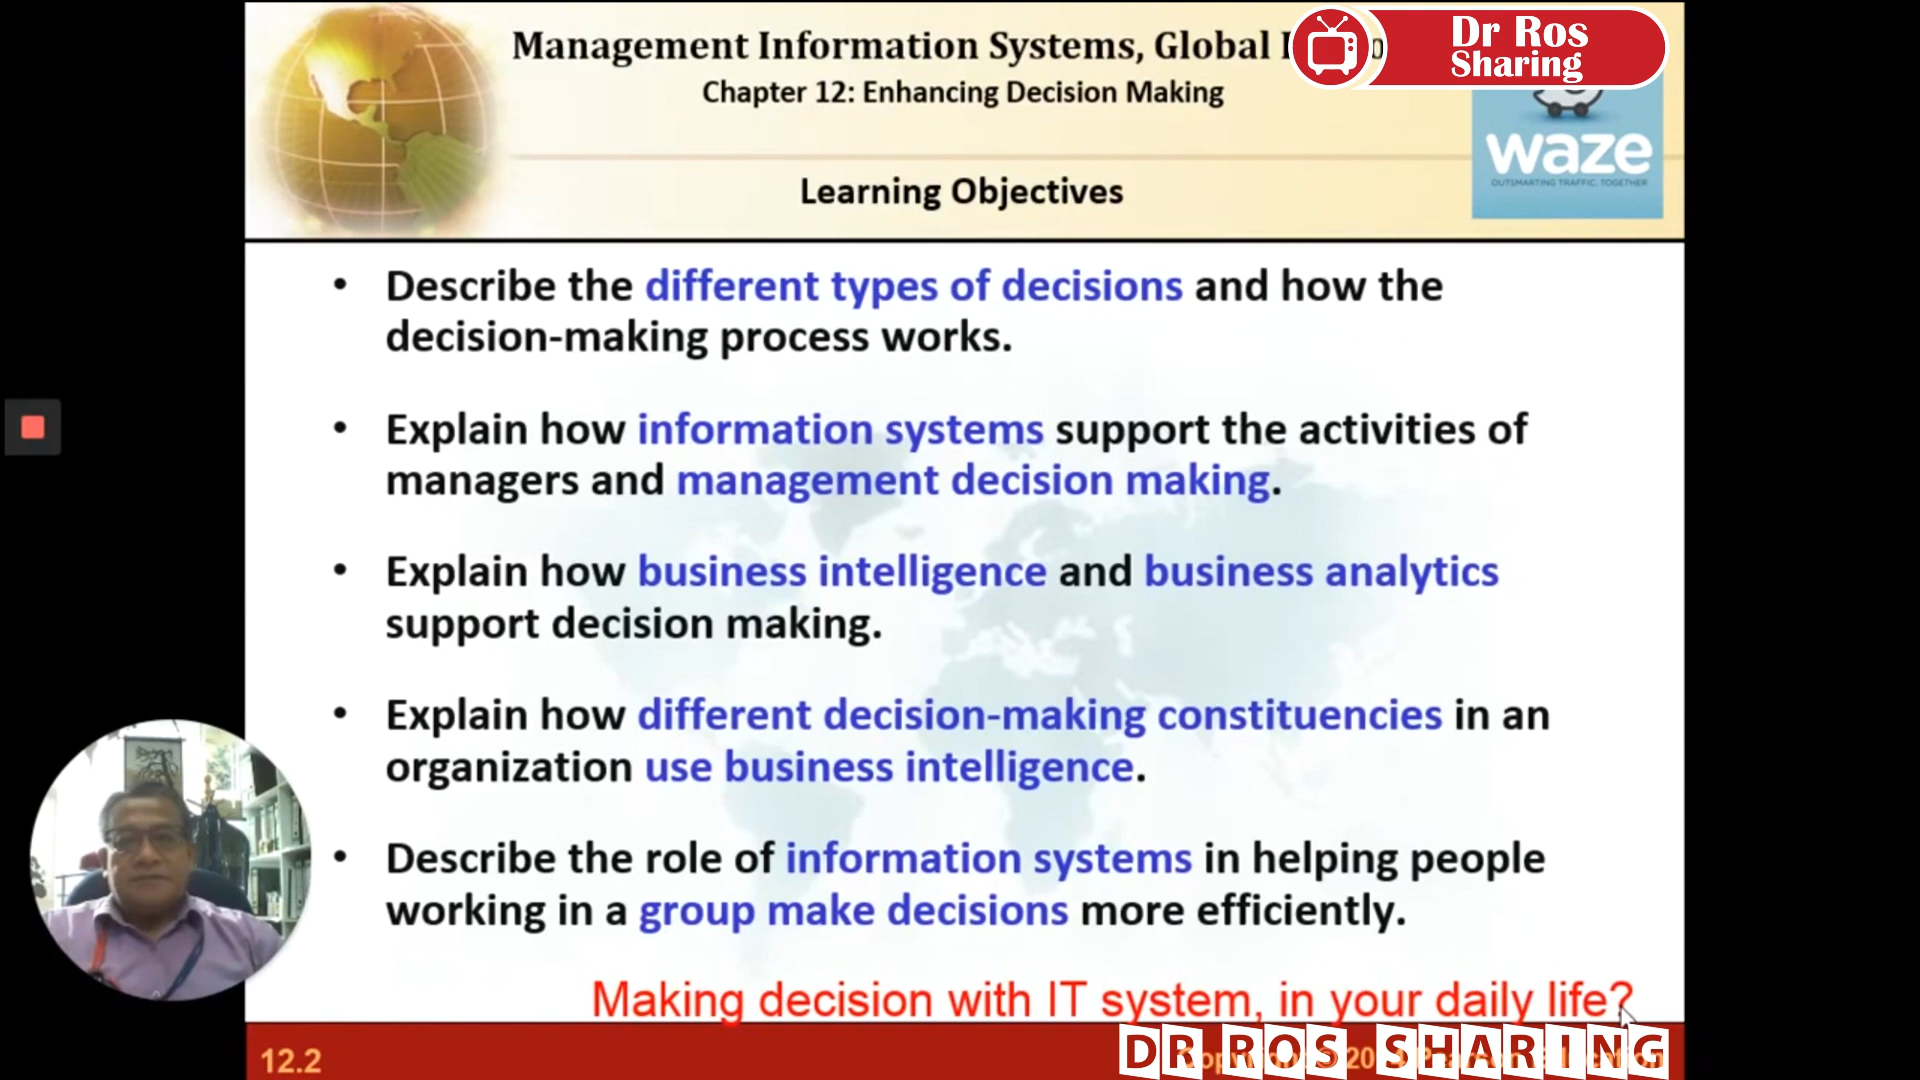 Management Information Systems, Global
Dr Ros
Sharing
Chapter 12: Enhancing Decision Making
waze
OUTSMARTING TRAFFIC, TOGETHER
Learning Objectives
• Describe the different types of decisions and how the
decision-making process works.
• Explain how information systems support the activities of
managers and management decision making.
• Explain how business intelligence and business analytics
support decision making.
• Explain how different decision-making constituencies in an
organization use business intelligence.
• Describe the role of information systems in helping people
working in a group make decisions more efficiently.
Making decision with IT system, in your daily life?
12.2
DR ROS SHARING